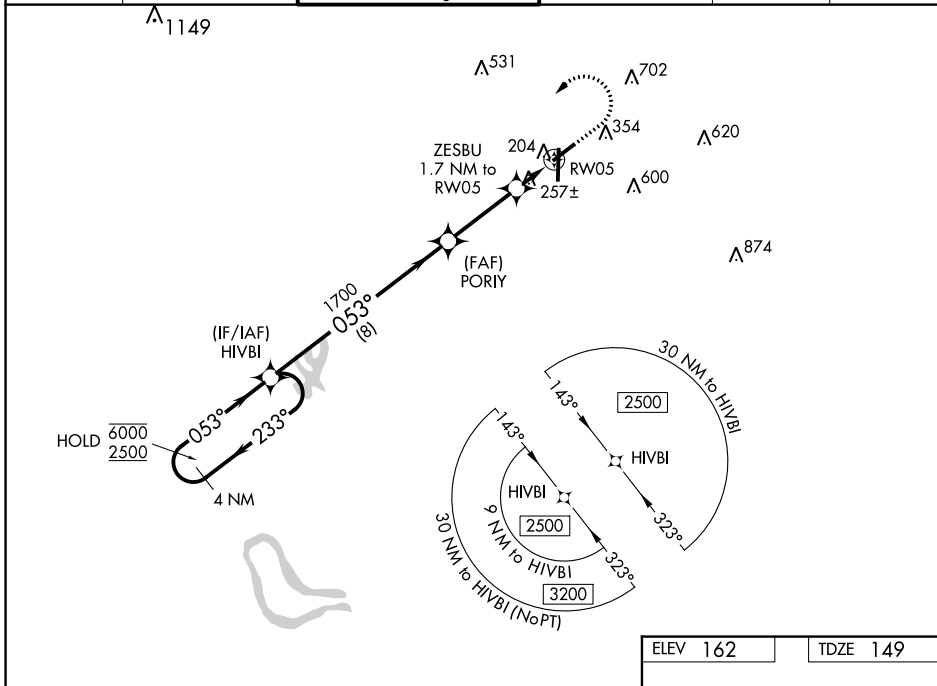 1149
531
702
354
620
204
ZESBU
1.7 NM to
RW05
RW05
257±
600
874
(FAF)
PORIY
1700
053°
(8)
(IF/IAF)
HIVBI
053°
233°
HOLD
6000
2500
4 NM
30 NM to HIVBI
2500
143°
HIVBI
323°
143°
HIVBI
2500
9 NM to HIVBI
323°
3200
30 NM to HIVBI (NoPT)
ELEV 162
TDZE 149